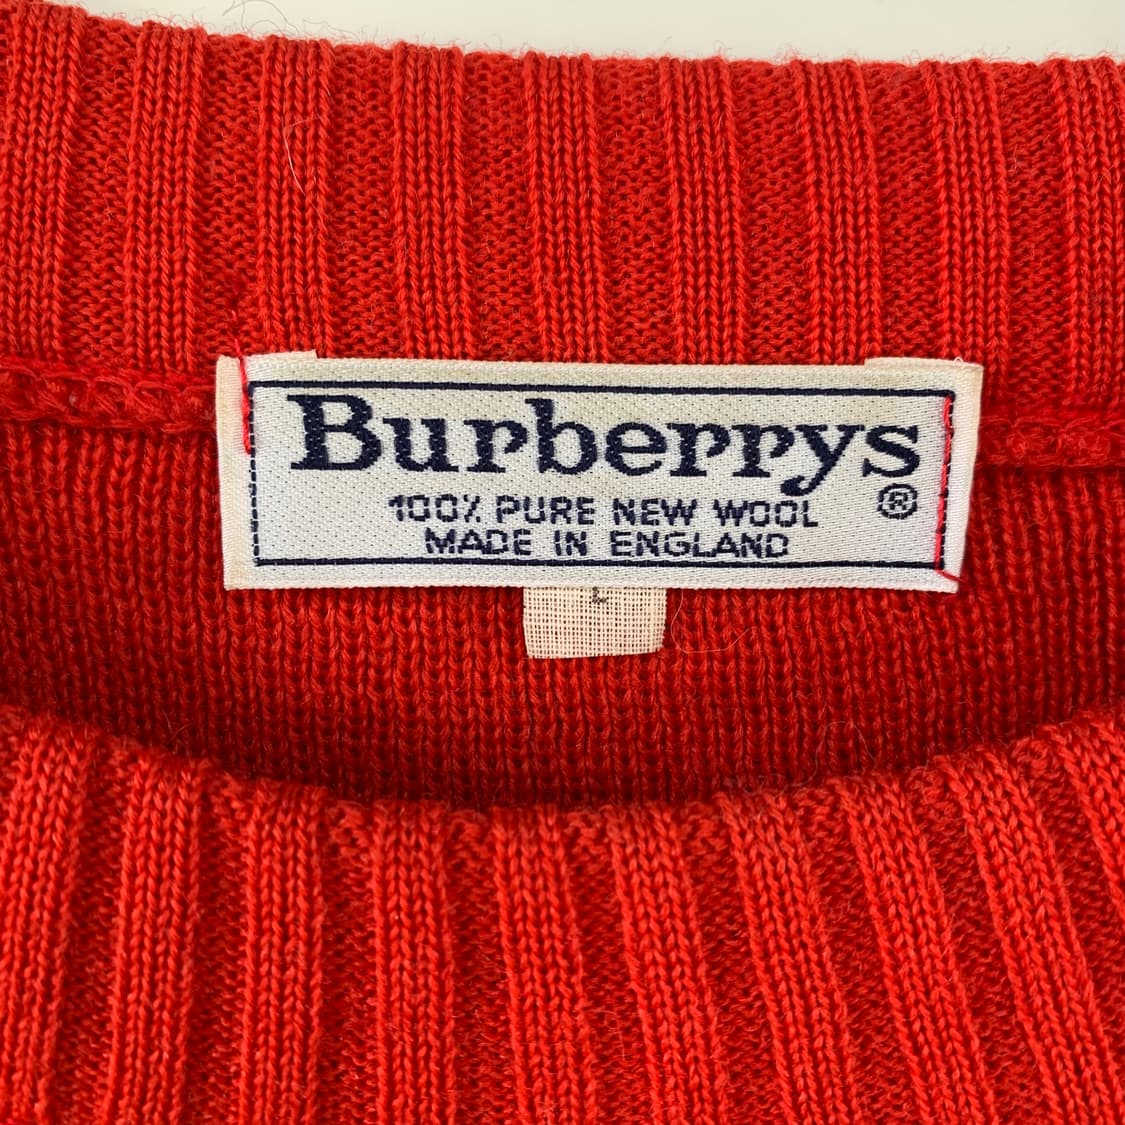 Burberrys
®
100% PURE NEW WOOL
MADE IN ENGLAND
L